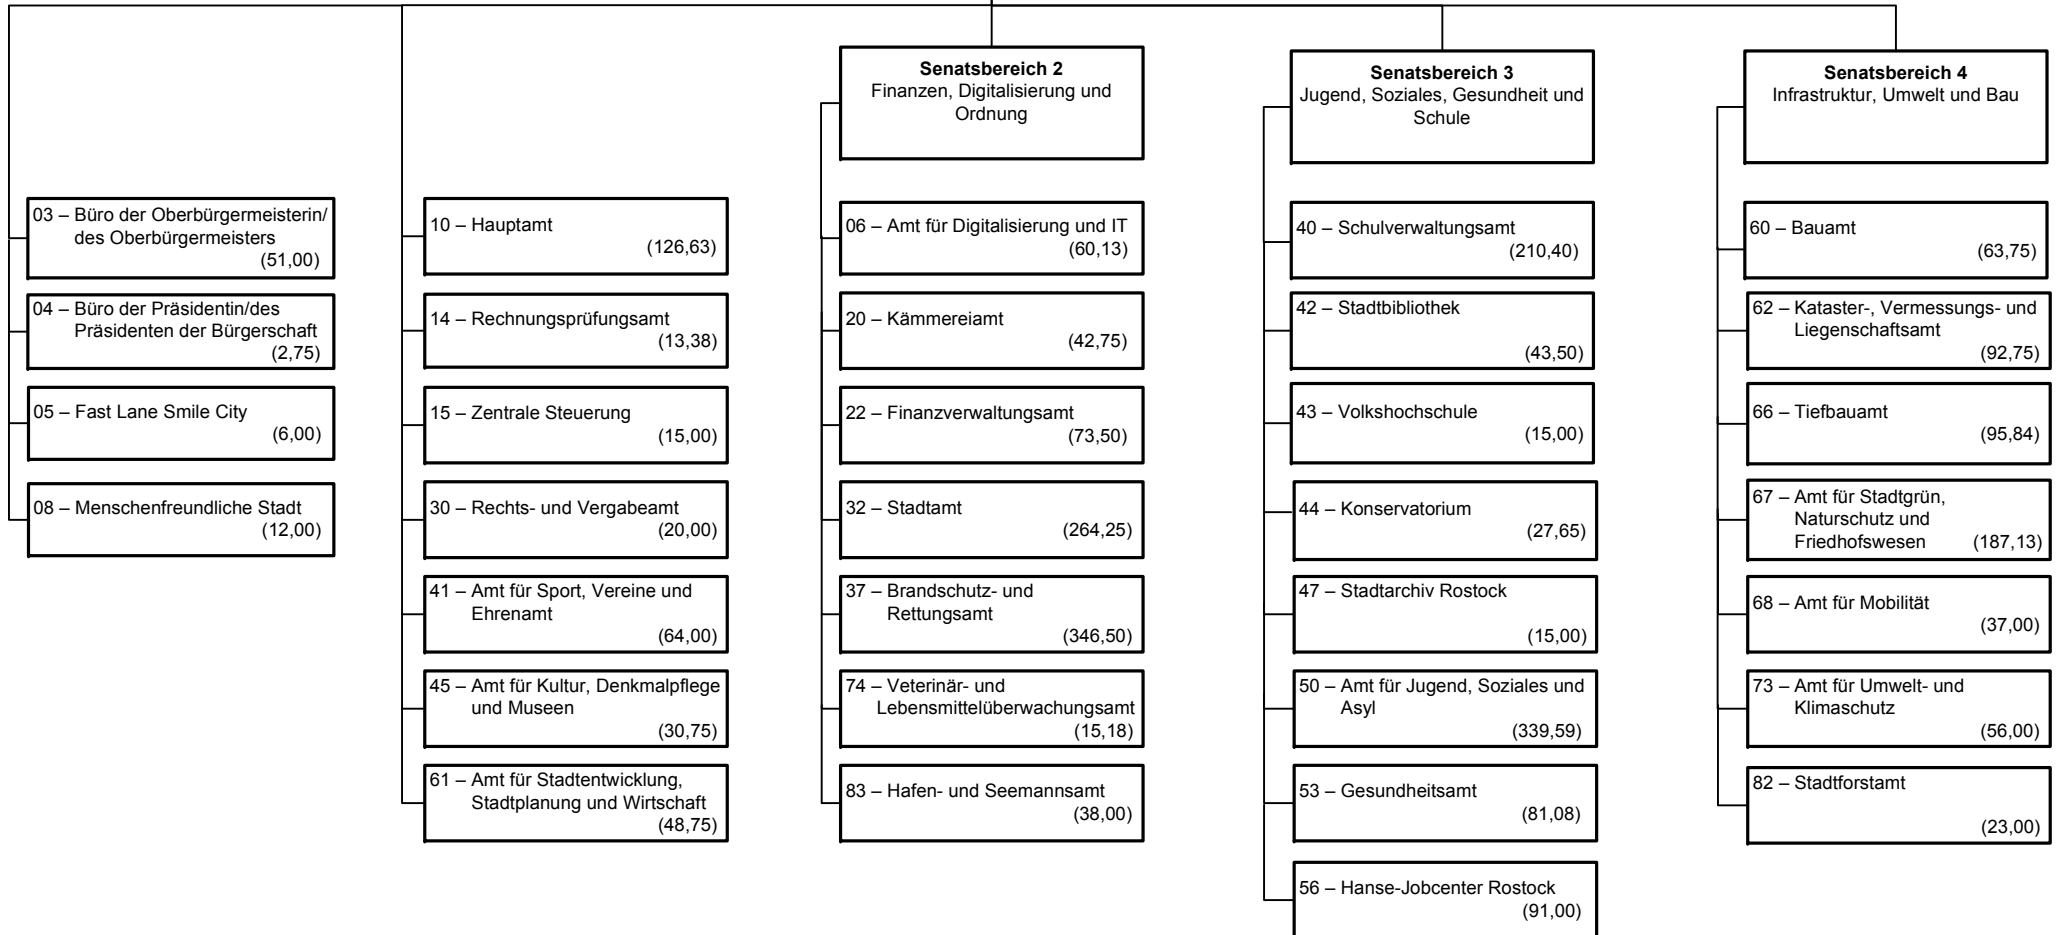 Senatsbereich 2
Finanzen, Digitalisierung und
Ordnung
Senatsbereich 3
Jugend, Soziales, Gesundheit und
Schule
Senatsbereich 4
Infrastruktur, Umwelt und Bau
03 – Büro der Oberbürgermeisterin/
des Oberbürgermeisters
(51,00)
04 – Büro der Präsidentin/des
Präsidenten der Bürgerschaft
(2,75)
05 – Fast Lane Smile City
(6,00)
08 – Menschenfreundliche Stadt
(12,00)
10 – Hauptamt
(126,63)
14 – Rechnungsprüfungsamt
(13,38)
15 – Zentrale Steuerung
(15,00)
30 – Rechts- und Vergabeamt
(20,00)
41 – Amt für Sport, Vereine und
Ehrenamt
(64,00)
45 – Amt für Kultur, Denkmalpflege
und Museen
(30,75)
61 – Amt für Stadtentwicklung,
Stadtplanung und Wirtschaft
(48,75)
06 – Amt für Digitalisierung und IT
(60,13)
20 – Kämmereiamt
(42,75)
22 – Finanzverwaltungsamt
(73,50)
32 – Stadtamt
(264,25)
37 – Brandschutz- und
Rettungsamt
(346,50)
74 – Veterinär- und
Lebensmittelüberwachungsamt
(15,18)
83 – Hafen- und Seemannsamt
(38,00)
40 – Schulverwaltungsamt
(210,40)
42 – Stadtbibliothek
(43,50)
43 – Volkshochschule
(15,00)
44 – Konservatorium
(27,65)
47 – Stadtarchiv Rostock
(15,00)
50 – Amt für Jugend, Soziales und
Asyl
(339,59)
53 – Gesundheitsamt
(81,08)
56 – Hanse-Jobcenter Rostock
(91,00)
60 – Bauamt
(63,75)
62 – Kataster-, Vermessungs- und
Liegenschaftsamt
(92,75)
66 – Tiefbauamt
(95,84)
67 – Amt für Stadtgrün,
Naturschutz und
Friedhofswesen (187,13)
68 – Amt für Mobilität
(37,00)
73 – Amt für Umwelt- und
Klimaschutz
(56,00)
82 – Stadtforstamt
(23,00)